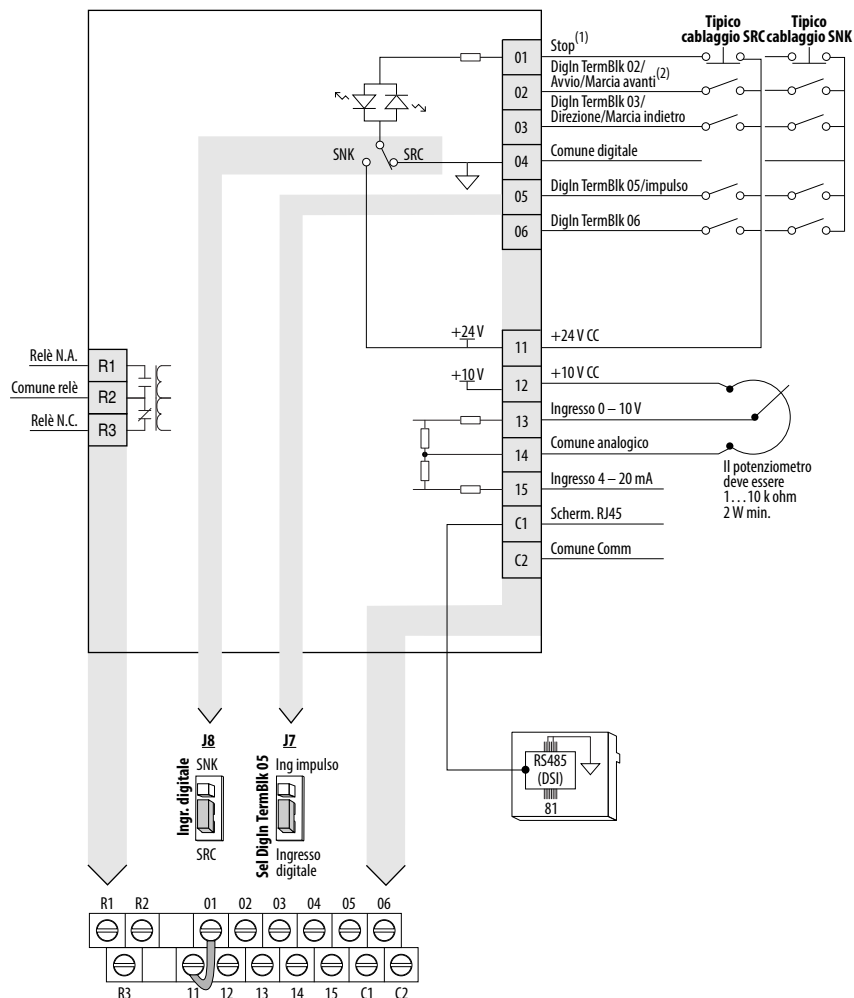 Tipico cablaggio SRC
Tipico cablaggio SNK
01
Stop(1)
02
DigIn TermBlk 02/
Avvio/Marcia avanti(2)
03
DigIn TermBlk 03/
Direzione/Marcia indietro
SNK
SRC
04
Comune digitale
05
DigIn TermBlk 05/impulso
06
DigIn TermBlk 06
+24 V
11
+24 V CC
+10 V
12
+10 V CC
13
Ingresso 0 – 10 V
14
Comune analogico
15
Ingresso 4 – 20 mA
C1
Scherm. RJ45
C2
Comune Comm
Il potenziometro
deve essere
1…10 k ohm
2 W min.
Relè N.A.
R1
Comune relè
R2
Relè N.C.
R3
J8
SNK
Ingr. digitale
SRC
J7
Ing impulso
Sel DigIn TermBlk 05
Ingresso
digitale
RS485
(DSI)
81
R1 R2 01 02 03 04 05 06
R3 11 12 13 14 15 C1 C2